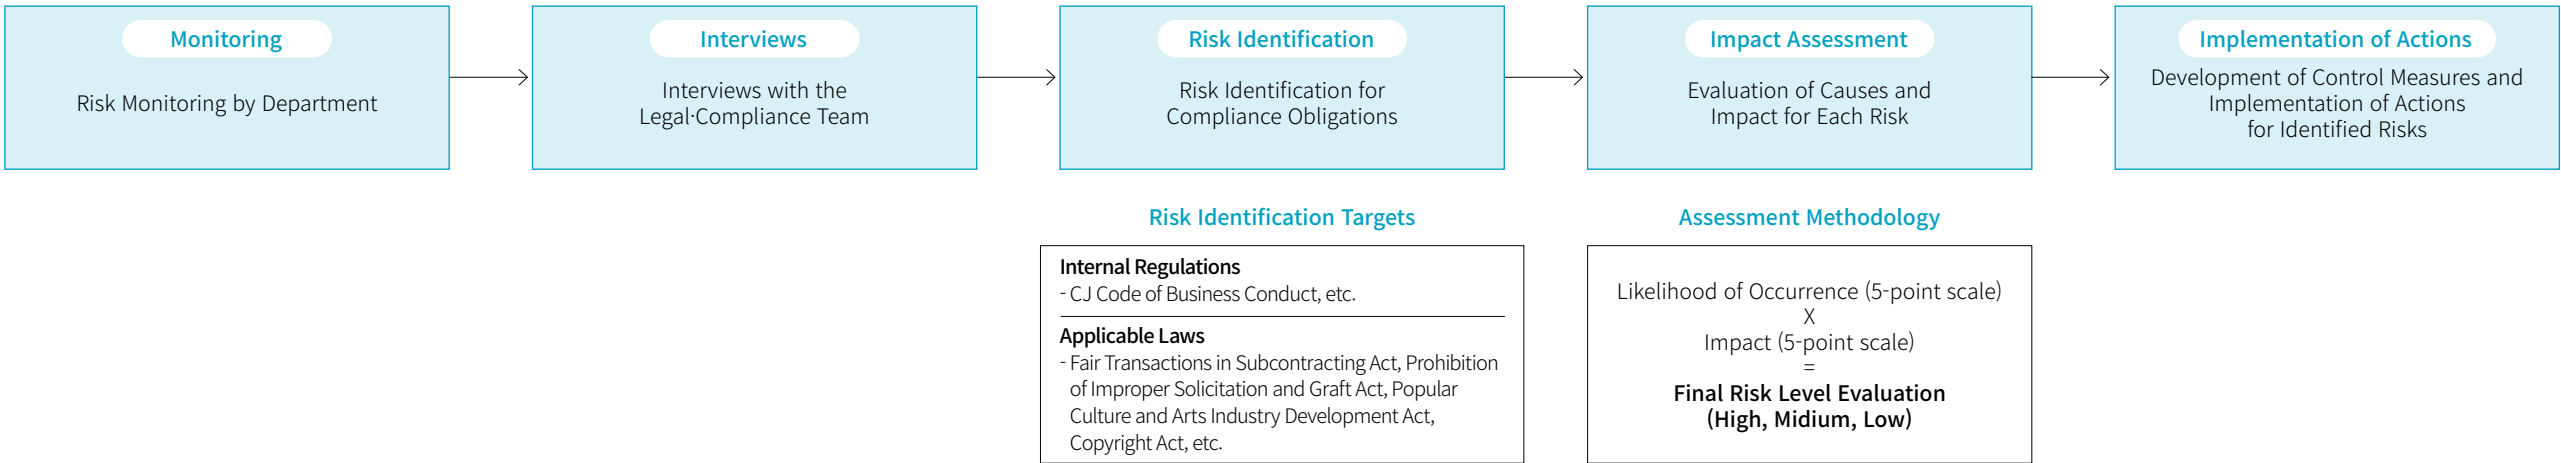 Monitoring
Risk Monitoring by Department
Interviews
Interviews with the
Legal·Compliance Team
Risk Identification
Risk Identification for
Compliance Obligations
Impact Assessment
Evaluation of Causes and
Impact for Each Risk
Implementation of Actions
Development of Control Measures and
Implementation of Actions
for Identified Risks
Risk Identification Targets
Internal Regulations
- CJ Code of Business Conduct, etc.
Applicable Laws
- Fair Transactions in Subcontracting Act, Prohibition
of Improper Solicitation and Graft Act, Popular
Culture and Arts Industry Development Act,
Copyright Act, etc.
Assessment Methodology
Likelihood of Occurrence (5-point scale)
X
Impact (5-point scale)
=
Final Risk Level Evaluation
(High, Midium, Low)